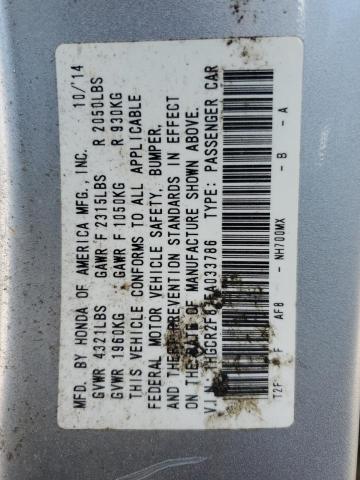 MFD. BY HONDA OF AMERICA MFG., INC. 10/'14
GVWR 4321LBS GAWR F 2315LBS R 2050LBS
GVWR 1960KG GAWR F 1050KG R 930KG
THIS VEHICLE CONFORMS TO ALL APPLICABLE
FEDERAL MOTOR VEHICLE SAFETY, BUMPER,
AND PREVENTION STANDARDS IN EFFECT
ON THE DATE OF MANUFACTURE SHOWN ABOVE.
TYPE: PASSENGER CAR
AF8 - NH700MX - B - A